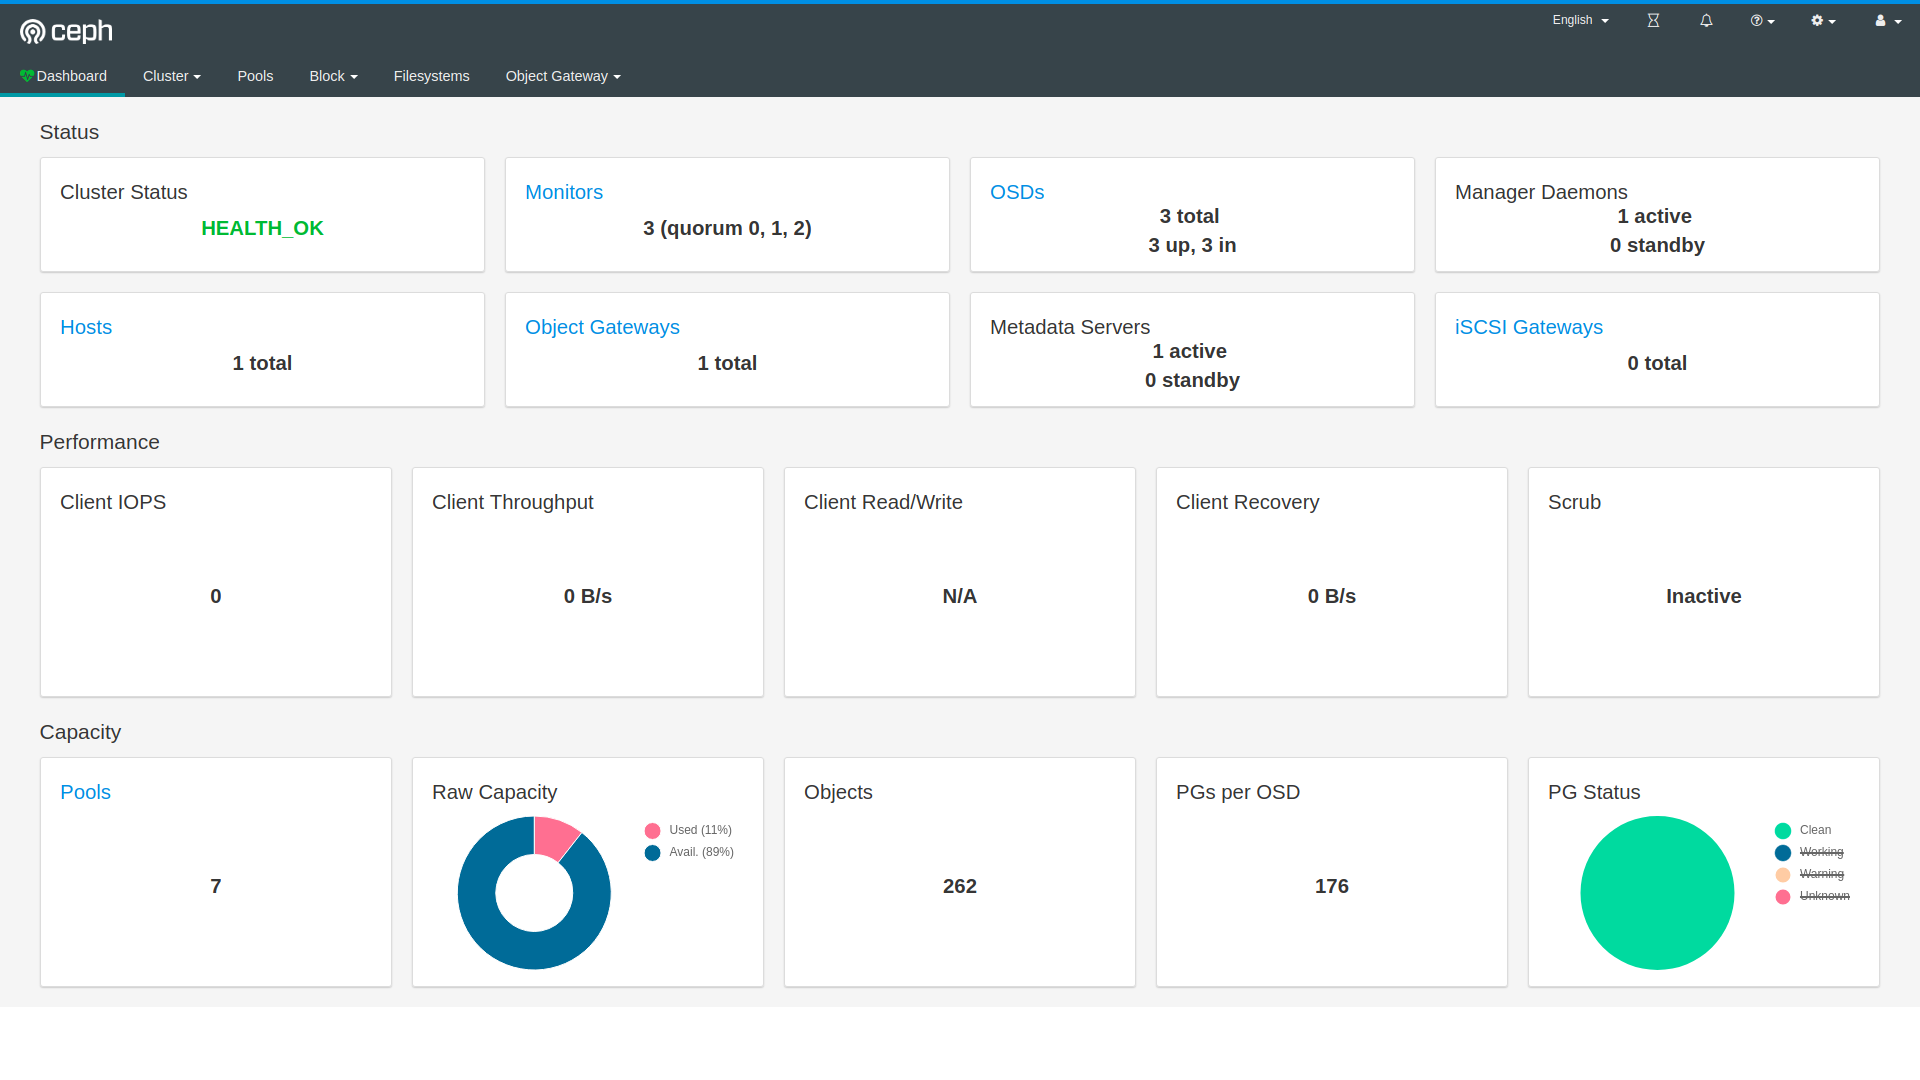 ceph
English
Dashboard Cluster Pools Block Filesystems Object Gateway
Status
Cluster Status
HEALTH_OK
Monitors
3 (quorum 0, 1, 2)
OSDs
3 total
3 up, 3 in
Manager Daemons
1 active
0 standby
Hosts
1 total
Object Gateways
1 total
Metadata Servers
1 active
0 standby
iSCSI Gateways
0 total
Performance
Client IOPS
0
Client Throughput
0 B/s
Client Read/Write
N/A
Client Recovery
0 B/s
Scrub
Inactive
Capacity
Pools
7
Raw Capacity
Used (11%)
Avail. (89%)
Objects
262
PGs per OSD
176
PG Status
Clean
Working
Warning
Unknown